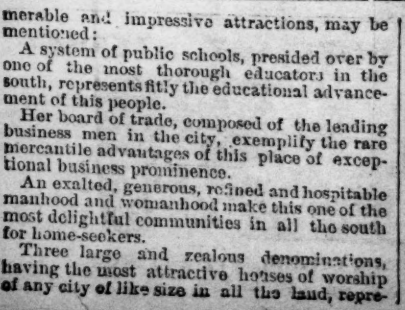 merable and impressive attractions, may be
mentioned:
A system of public schools, presided over by
one of the most thorough educators in the
south, represents fitly the educational advance-
ment of this people.
Her board of trade, composed of the leading
business men in the city, exemplify the rare
mercantile advantages of this place of excep-
tional business prominence.
An exalted, generous, refined and hospitable
manhood and womanhood make this one of the
most delightful communities in all the south
for home-seekers.
Three large and zealous denominations,
having the most attractive houses of worship
of any city of like size in all the land, repre-